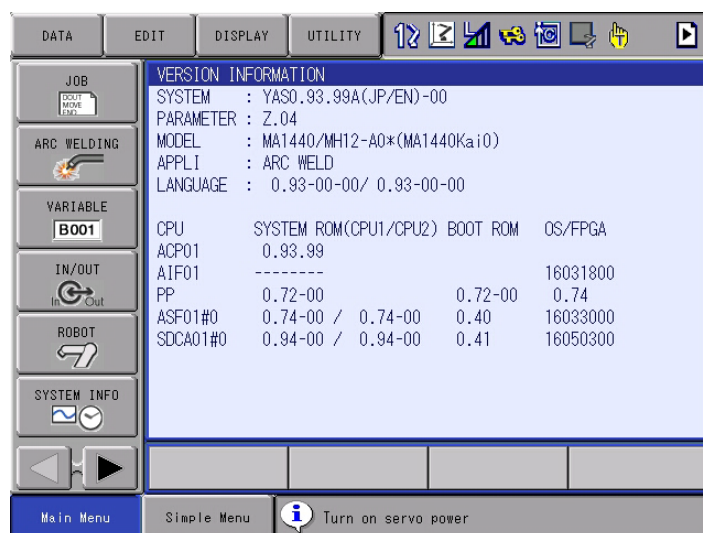 DATA EDIT DISPLAY UTILITY
JOB
DOUT
MOVE
END
ARC WELDING
VARIABLE
B001
IN/OUT
In Out
ROBOT
SYSTEM INFO
VERSION INFORMATION
SYSTEM : YAS0.93.99A(JP/EN)-00
PARAMETER : Z.04
MODEL : MA1440/MH12-A0*(MA1440Kai0)
APPLI : ARC WELD
LANGUAGE : 0.93-00-00/ 0.93-00-00
CPU SYSTEM ROM(CPU1/CPU2) BOOT ROM OS/FPGA
ACP01 0.93.99
AIF01 -------- 16031800
PP 0.72-00 0.72-00 0.74
ASF01#0 0.74-00 / 0.74-00 0.40 16033000
SDCA01#0 0.94-00 / 0.94-00 0.41 16050300
Main Menu Simple Menu Turn on servo power